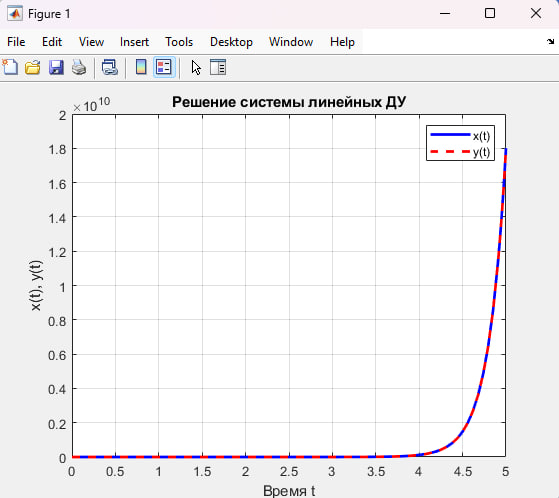 Figure 1
File Edit View Insert Tools Desktop Window Help
Решение системы линейных ДУ
×10¹⁰
2
1.8
1.6
1.4
1.2
1
0.8
0.6
0.4
0.2
0
x(t), y(t)
x(t)
y(t)
0 0.5 1 1.5 2 2.5 3 3.5 4 4.5 5
Время t